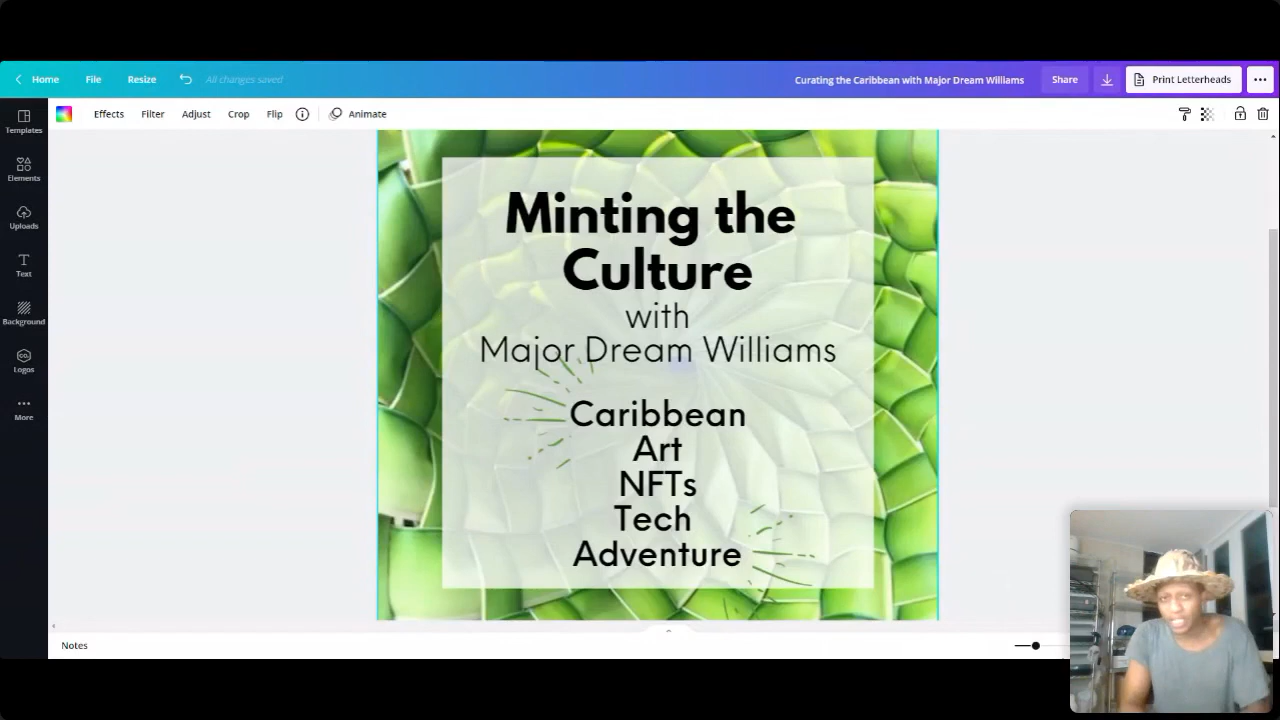 Home File Resize All changes saved Curating the Caribbean with Major Dream Williams Share Print Letterheads
Effects Filter Adjust Crop Flip Animate
Templates
Elements
Uploads
Text
Background
CO.
Logos
More
Minting the
Culture
with
Major Dream Williams
Caribbean
Art
NFTs
Tech
Adventure
Notes